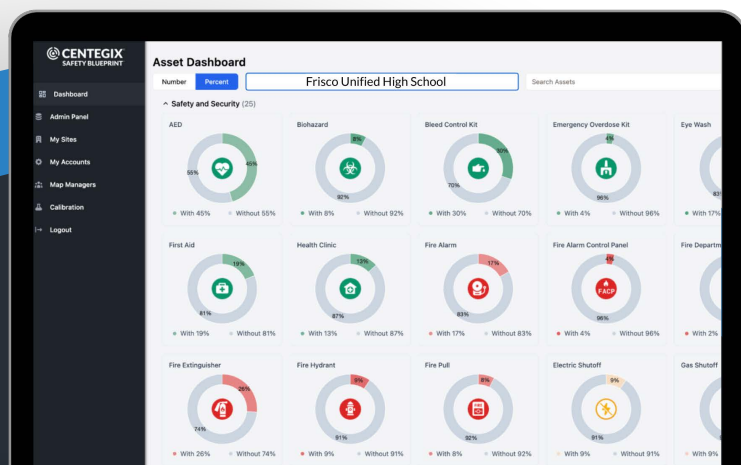 CENTEGIX
SAFETY BLUEPRINT
Dashboard
Admin Panel
My Sites
My Accounts
Map Managers
Calibration
Logout
Asset Dashboard
Number Percent Frisco Unified High School Search Assets
Safety and Security (25)
AED Biohazard Bleed Control Kit Emergency Overdose Kit Eye Wash
45% 55%
8% 92%
30% 70%
4% 96%
83%
With 45% Without 55% With 8% Without 92% With 30% Without 70% With 4% Without 96% With 17%
First Aid Health Clinic Fire Alarm Fire Alarm Control Panel Fire Departm
19% 81%
13% 87%
17% 83%
4% FACP 96%
With 19% Without 81% With 13% Without 87% With 17% Without 83% With 4% Without 96% With 2%
Fire Extinguisher Fire Hydrant Fire Pull Electric Shutoff Gas Shutoff
26% 74%
9% 91%
8% FIRE 92%
9% 91%
With 26% Without 74% With 9% Without 91% With 8% Without 92% With 9% Without 91% With 9%